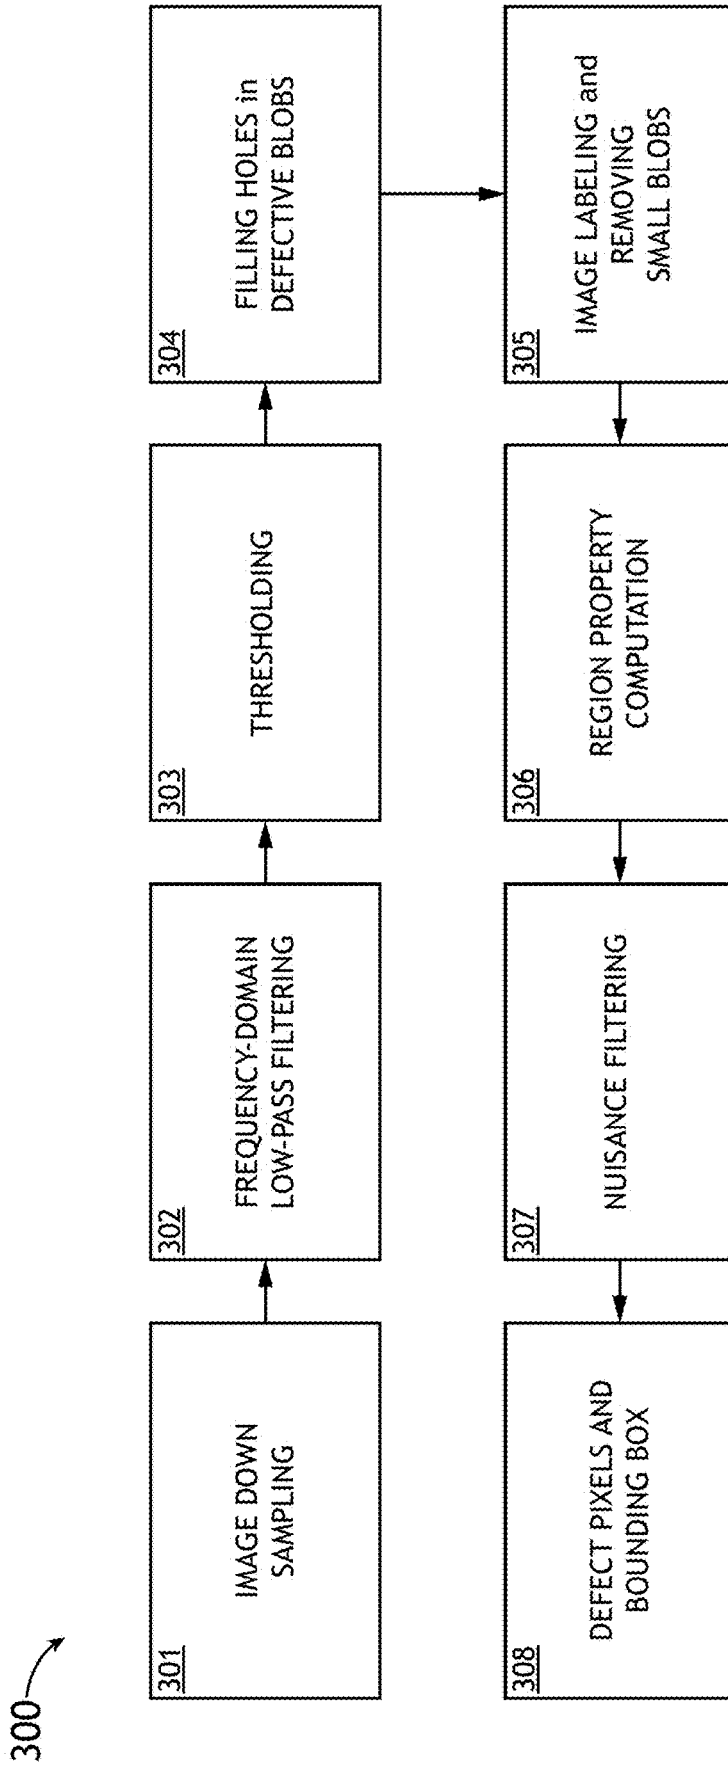 300
301
IMAGE DOWN
SAMPLING
302
FREQUENCY-DOMAIN
LOW-PASS FILTERING
303
THRESHOLDING
304
FILLING HOLES in
DEFECTIVE BLOBS
305
IMAGE LABELING and
REMOVING
SMALL BLOBS
306
REGION PROPERTY
COMPUTATION
307
NUISANCE FILTERING
308
DEFECT PIXELS AND
BOUNDING BOX